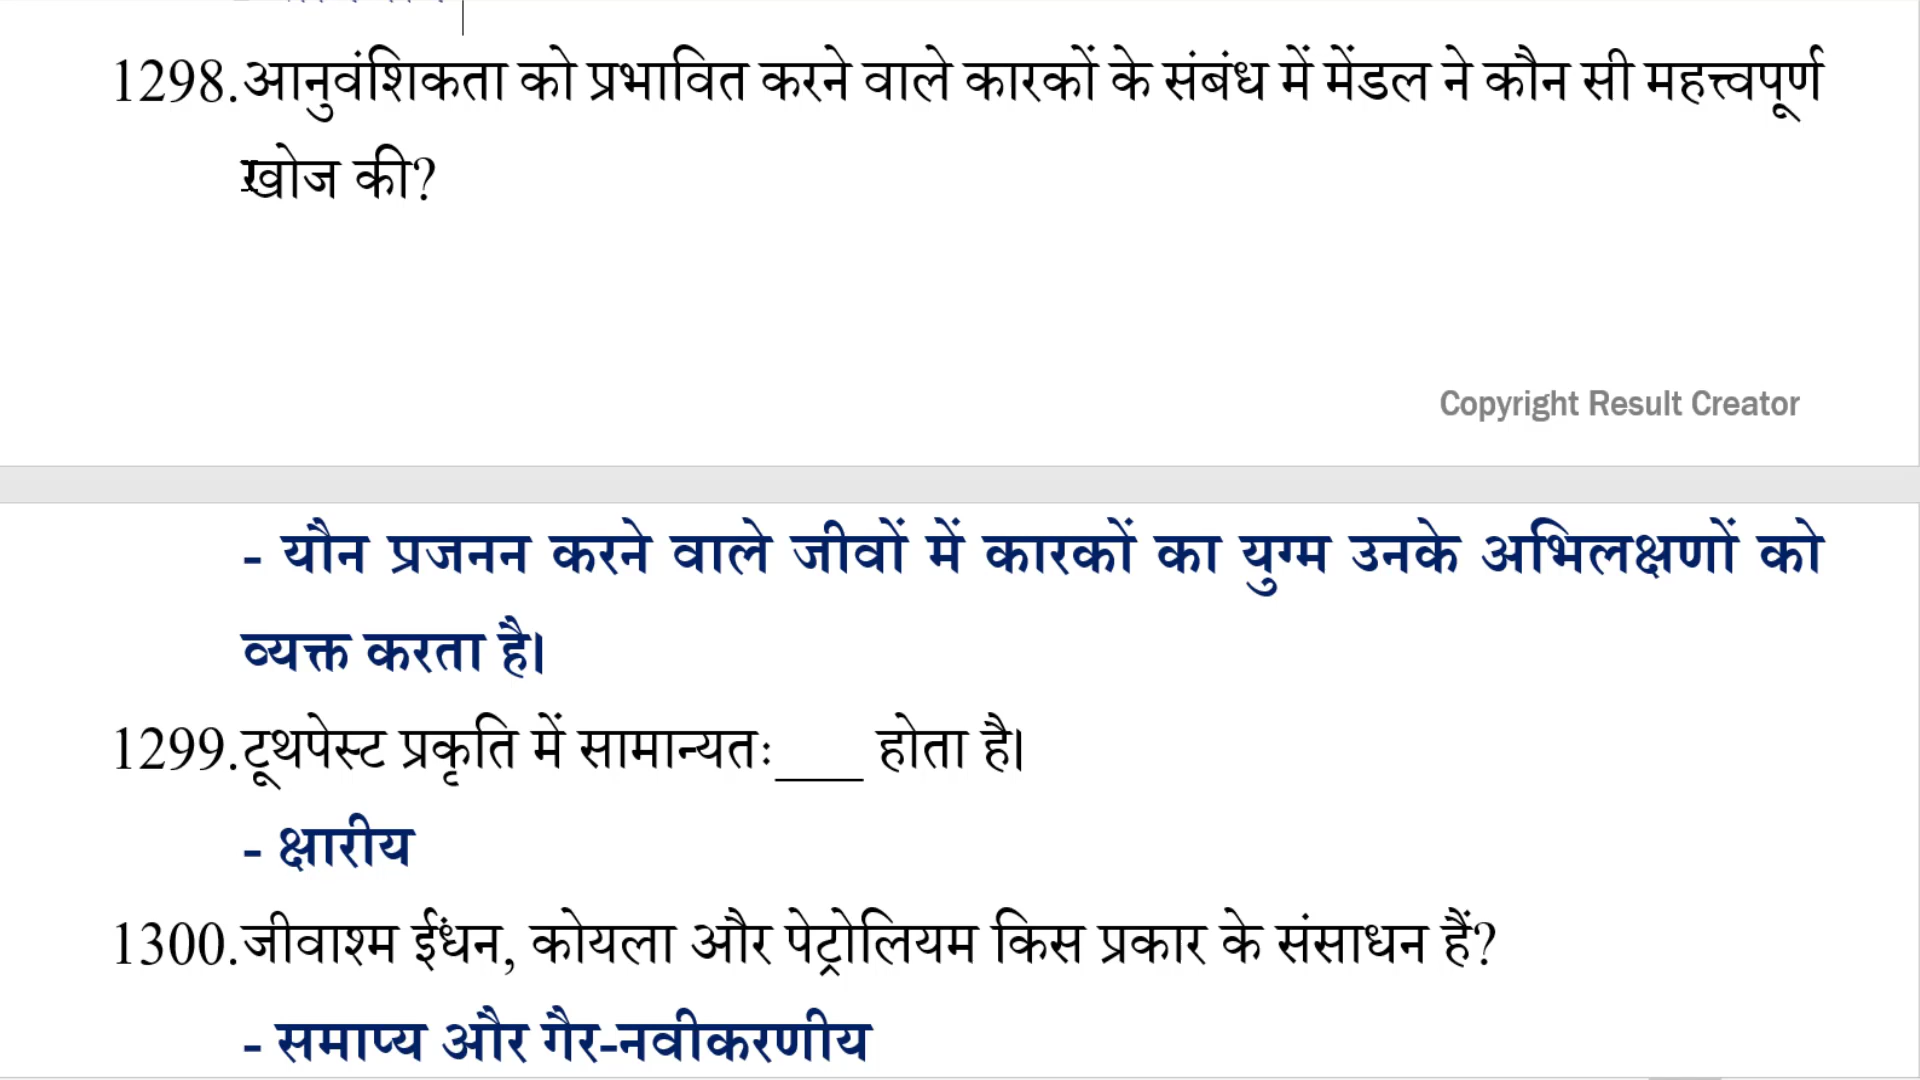 1298.आनुवंशिकता को प्रभावित करने वाले कारकों के संबंध में मेंडल ने कौन सी महत्त्वपूर्ण
खोज की?
Copyright Result Creator
- यौन प्रजनन करने वाले जीवों में कारकों का युग्म उनके अभिलक्षणों को
व्यक्त करता है।
1299.टूथपेस्ट प्रकृति में सामान्यतः___ होता है।
- क्षारीय
1300.जीवाश्म ईंधन, कोयला और पेट्रोलियम किस प्रकार के संसाधन हैं?
- समाप्य और गैर-नवीकरणीय